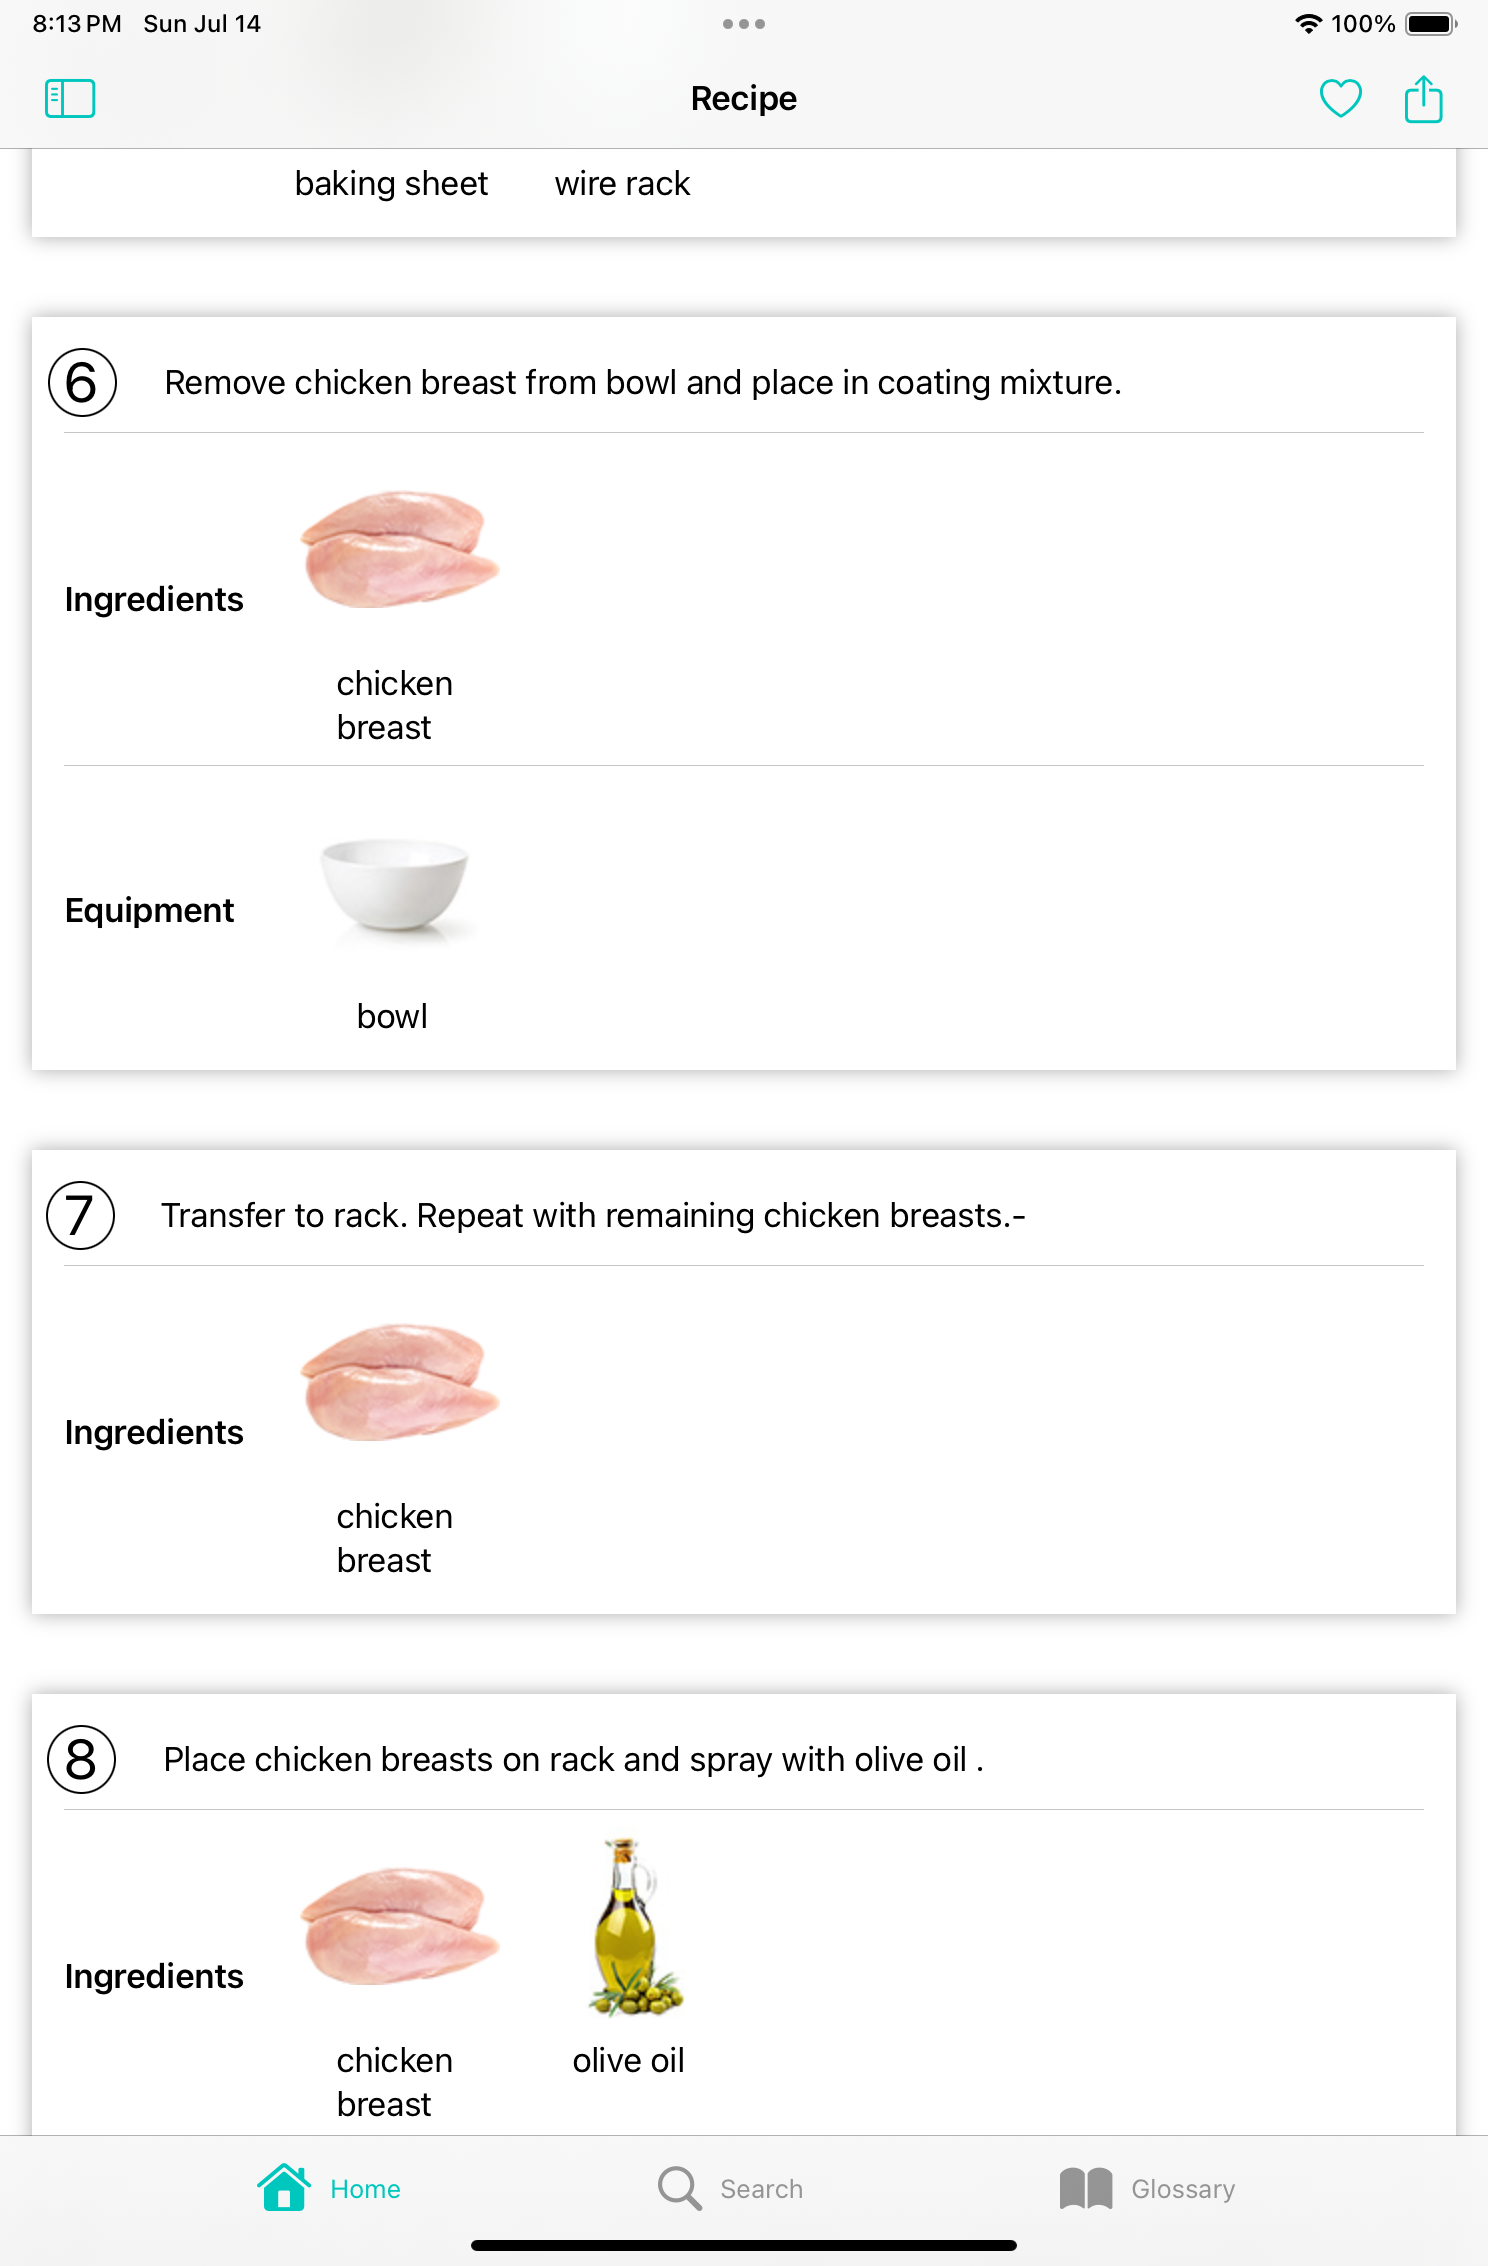 8:13 PM Sun Jul 14
100%
Recipe
baking sheet wire rack
6 Remove chicken breast from bowl and place in coating mixture.
Ingredients
chicken
breast
Equipment
bowl
7 Transfer to rack. Repeat with remaining chicken breasts.-
Ingredients
chicken
breast
8 Place chicken breasts on rack and spray with olive oil .
Ingredients
chicken olive oil
breast
Home Search Glossary